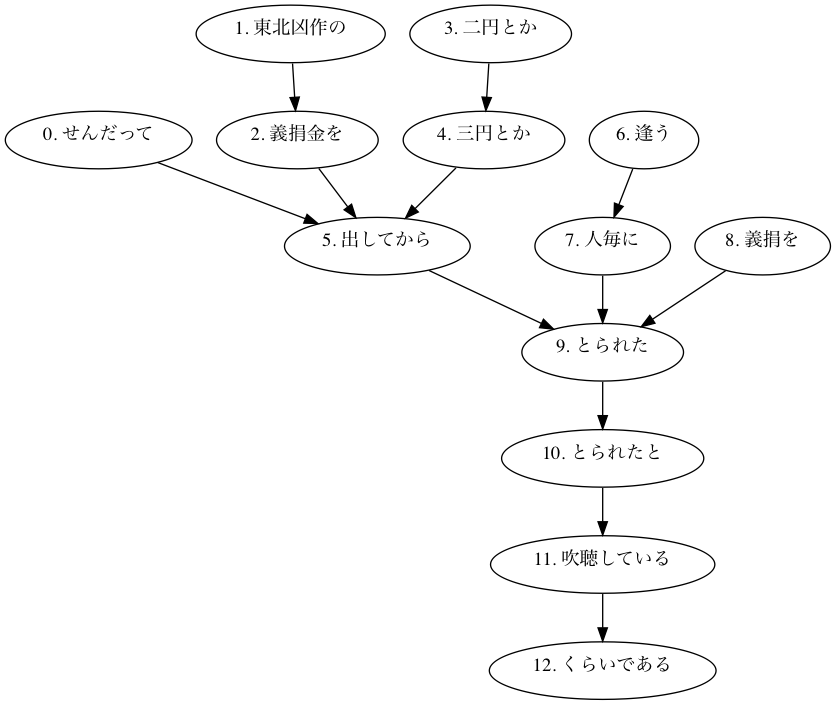 1. 東北凶作の
3. 二円とか
0. せんだって
2. 義捐金を
4. 三円とか
6. 逢う
5. 出してから
7. 人毎に
8. 義捐を
9. とられた
10. とられたと
11. 吹聴している
12. くらいである